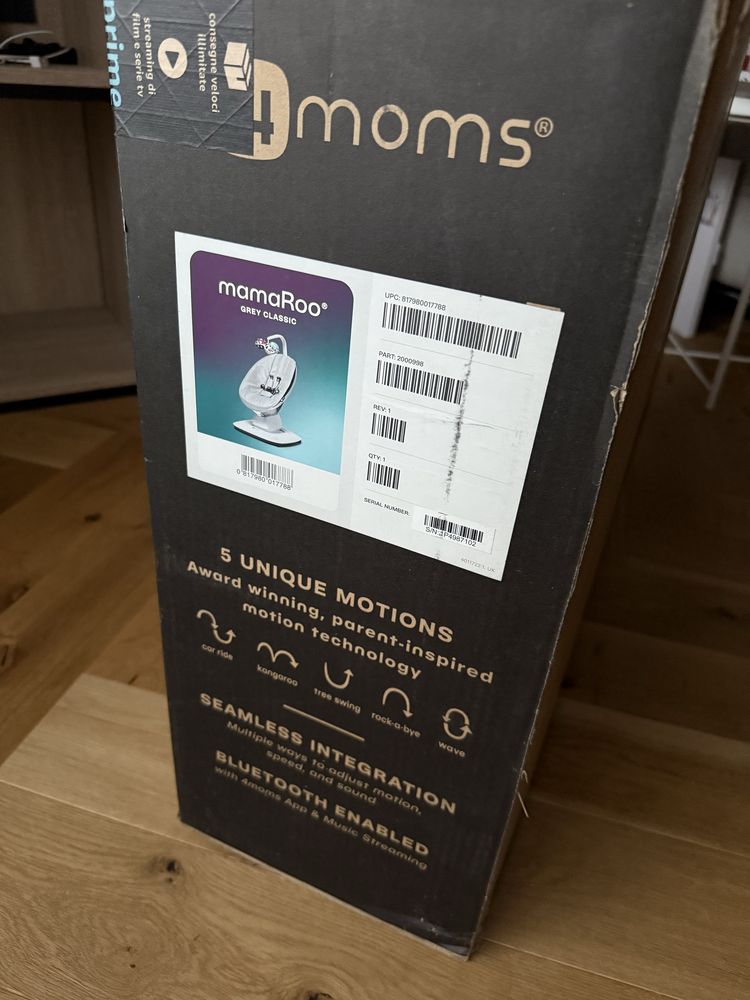 prime
streaming di
film e serie tv
consegne veloci
illimitate
4moms®
mamaRoo®
GREY CLASSIC
0 817980 017788
UPC: 817980017788
PART: 2000998
REV: 1
QTY: 1
SERIAL NUMBER:
5 UNIQUE MOTIONS
Award winning, parent-inspired
motion technology
car ride
kangaroo
tree swing
rock-a-bye
wave
SEAMLESS INTEGRATION
Multiple ways to adjust motion,
speed, and sound
BLUETOOTH ENABLED
with 4moms App & Music Streaming